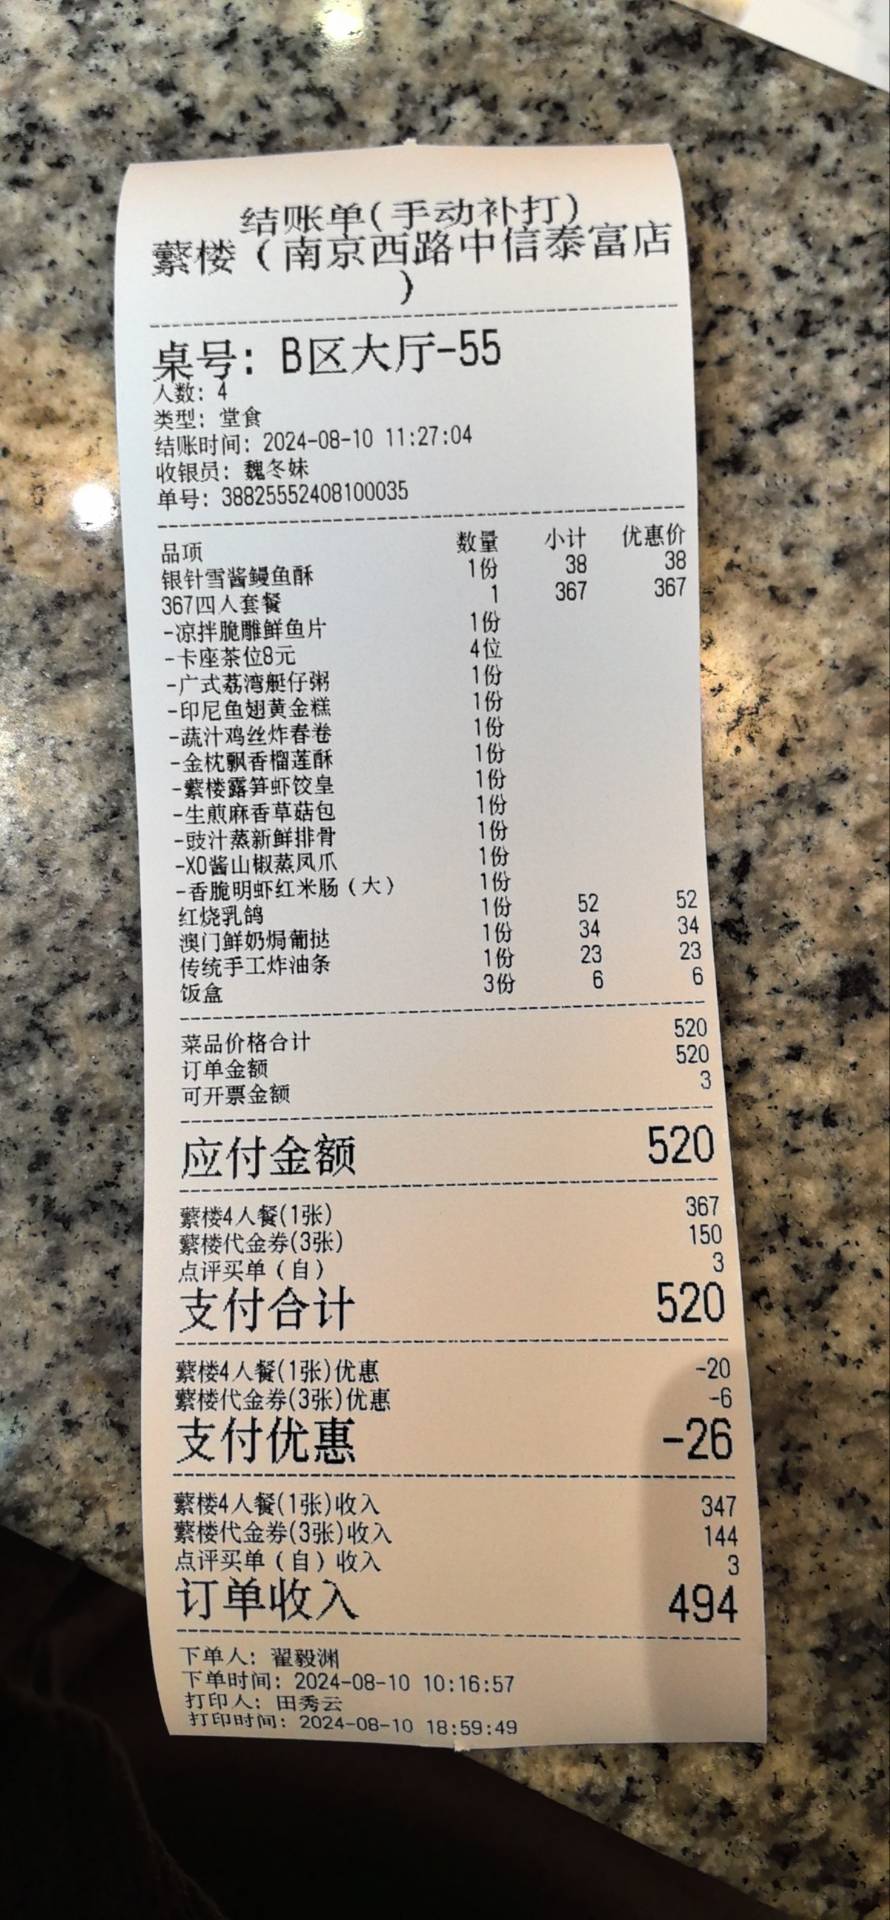 结账单(手动补打)
蘩楼（南京西路中信泰富店
）
桌号: B区大厅-55
人数: 4
类型: 堂食
结账时间: 2024-08-10 11:27:04
收银员: 魏冬妹
单号: 38825552408100035
品项 数量 小计 优惠价
银针雪酱鳗鱼酥 1份 38 38
367四人套餐 1 367 367
-凉拌脆雕鲜鱼片 1份
-卡座茶位8元 4位
-广式荔湾艇仔粥 1份
-印尼鱼翅黄金糕 1份
-蔬汁鸡丝炸春卷 1份
-金枕飘香榴莲酥 1份
-蘩楼露笋虾饺皇 1份
-生煎麻香草菇包 1份
-豉汁蒸新鲜排骨 1份
-XO酱山椒蒸凤爪 1份
-香脆明虾红米肠（大） 1份
红烧乳鸽 1份 52 52
澳门鲜奶焗葡挞 1份 34 34
传统手工炸油条 1份 23 23
饭盒 3份 6 6
菜品价格合计 520
订单金额 520
可开票金额 3
应付金额 520
蘩楼4人餐(1张) 367
蘩楼代金券(3张) 150
点评买单（自） 3
支付合计 520
蘩楼4人餐(1张)优惠 -20
蘩楼代金券(3张)优惠 -6
支付优惠 -26
蘩楼4人餐(1张)收入 347
蘩楼代金券(3张)收入 144
点评买单（自）收入 3
订单收入 494
下单人: 翟毅渊
下单时间: 2024-08-10 10:16:57
打印人: 田秀云
打印时间: 2024-08-10 18:59:49